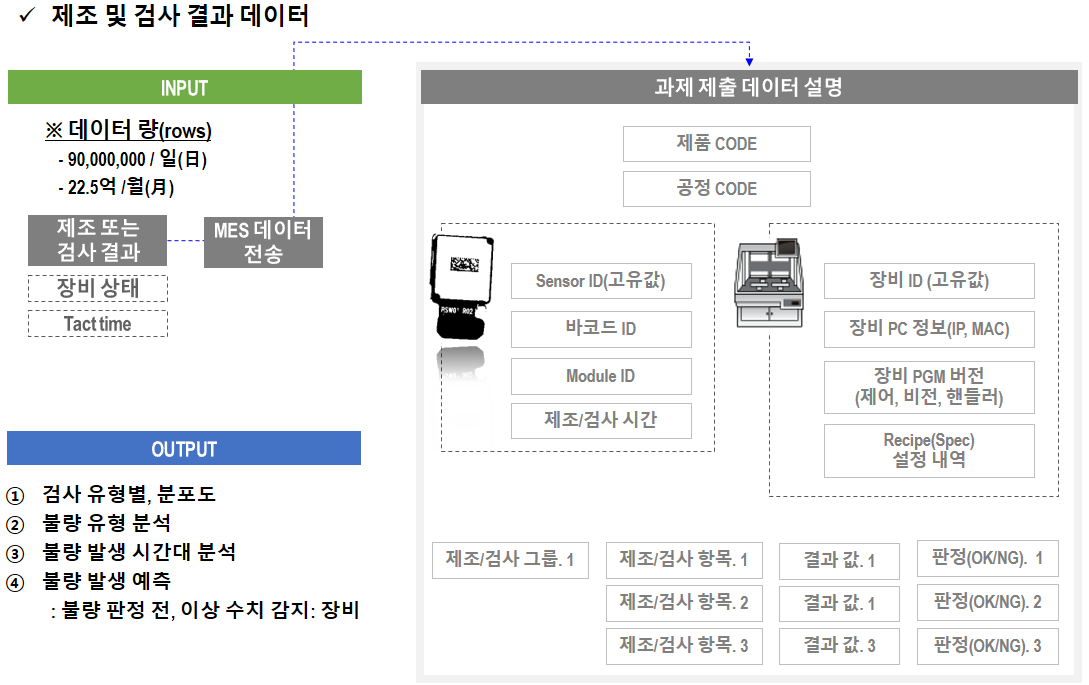 ✓ 제조 및 검사 결과 데이터
INPUT
※ 데이터 량(rows)
- 90,000,000 / 일(日)
- 22.5억 /월(月)
제조 또는
검사 결과
MES 데이터
전송
장비 상태
Tact time
OUTPUT
① 검사 유형별, 분포도
② 불량 유형 분석
③ 불량 발생 시간대 분석
④ 불량 발생 예측
: 불량 판정 전, 이상 수치 감지: 장비
과제 제출 데이터 설명
제품 CODE
공정 CODE
Sensor ID(고유값)
바코드 ID
Module ID
제조/검사 시간
장비 ID (고유값)
장비 PC 정보(IP, MAC)
장비 PGM 버전
(제어, 비전, 핸들러)
Recipe(Spec)
설정 내역
제조/검사 그룹. 1
제조/검사 항목. 1
결과 값. 1
판정(OK/NG). 1
제조/검사 항목. 2
결과 값. 1
판정(OK/NG). 2
제조/검사 항목. 3
결과 값. 3
판정(OK/NG). 3